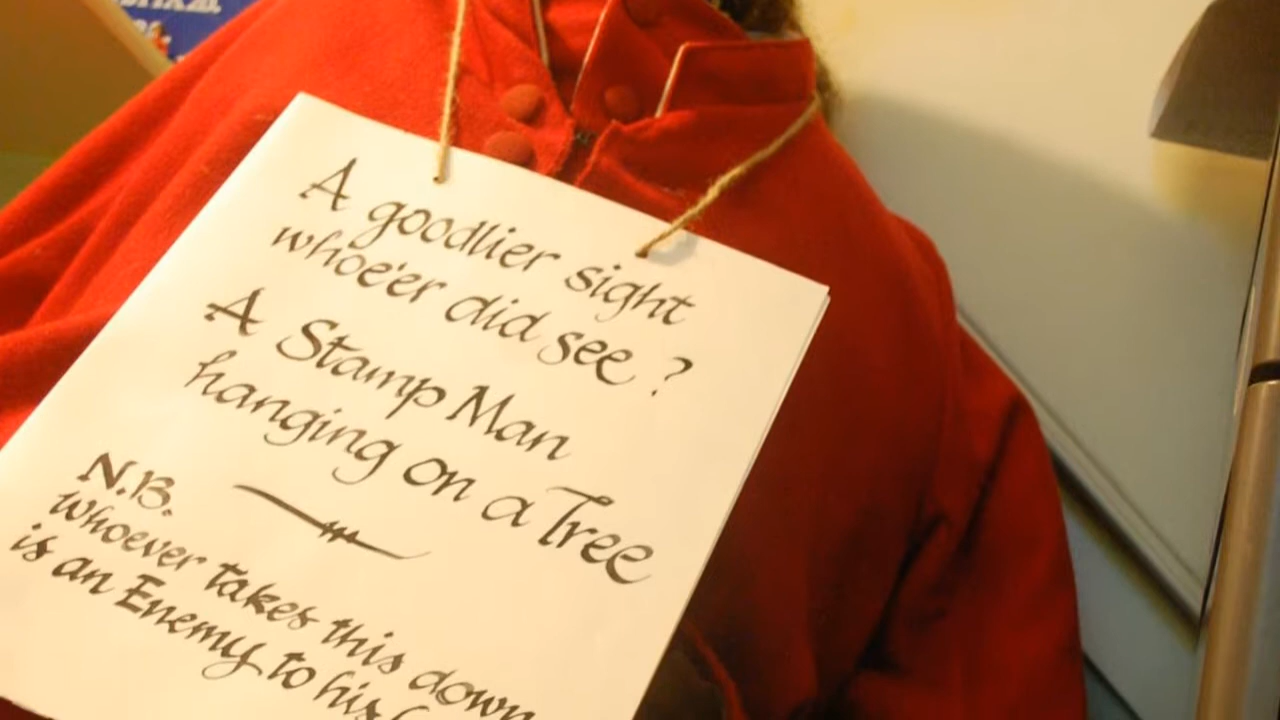 A goodlier sight
whoe'er did see?
A Stamp Man
hanging on a Tree
N.B.
Whoever takes this down
is an Enemy to his